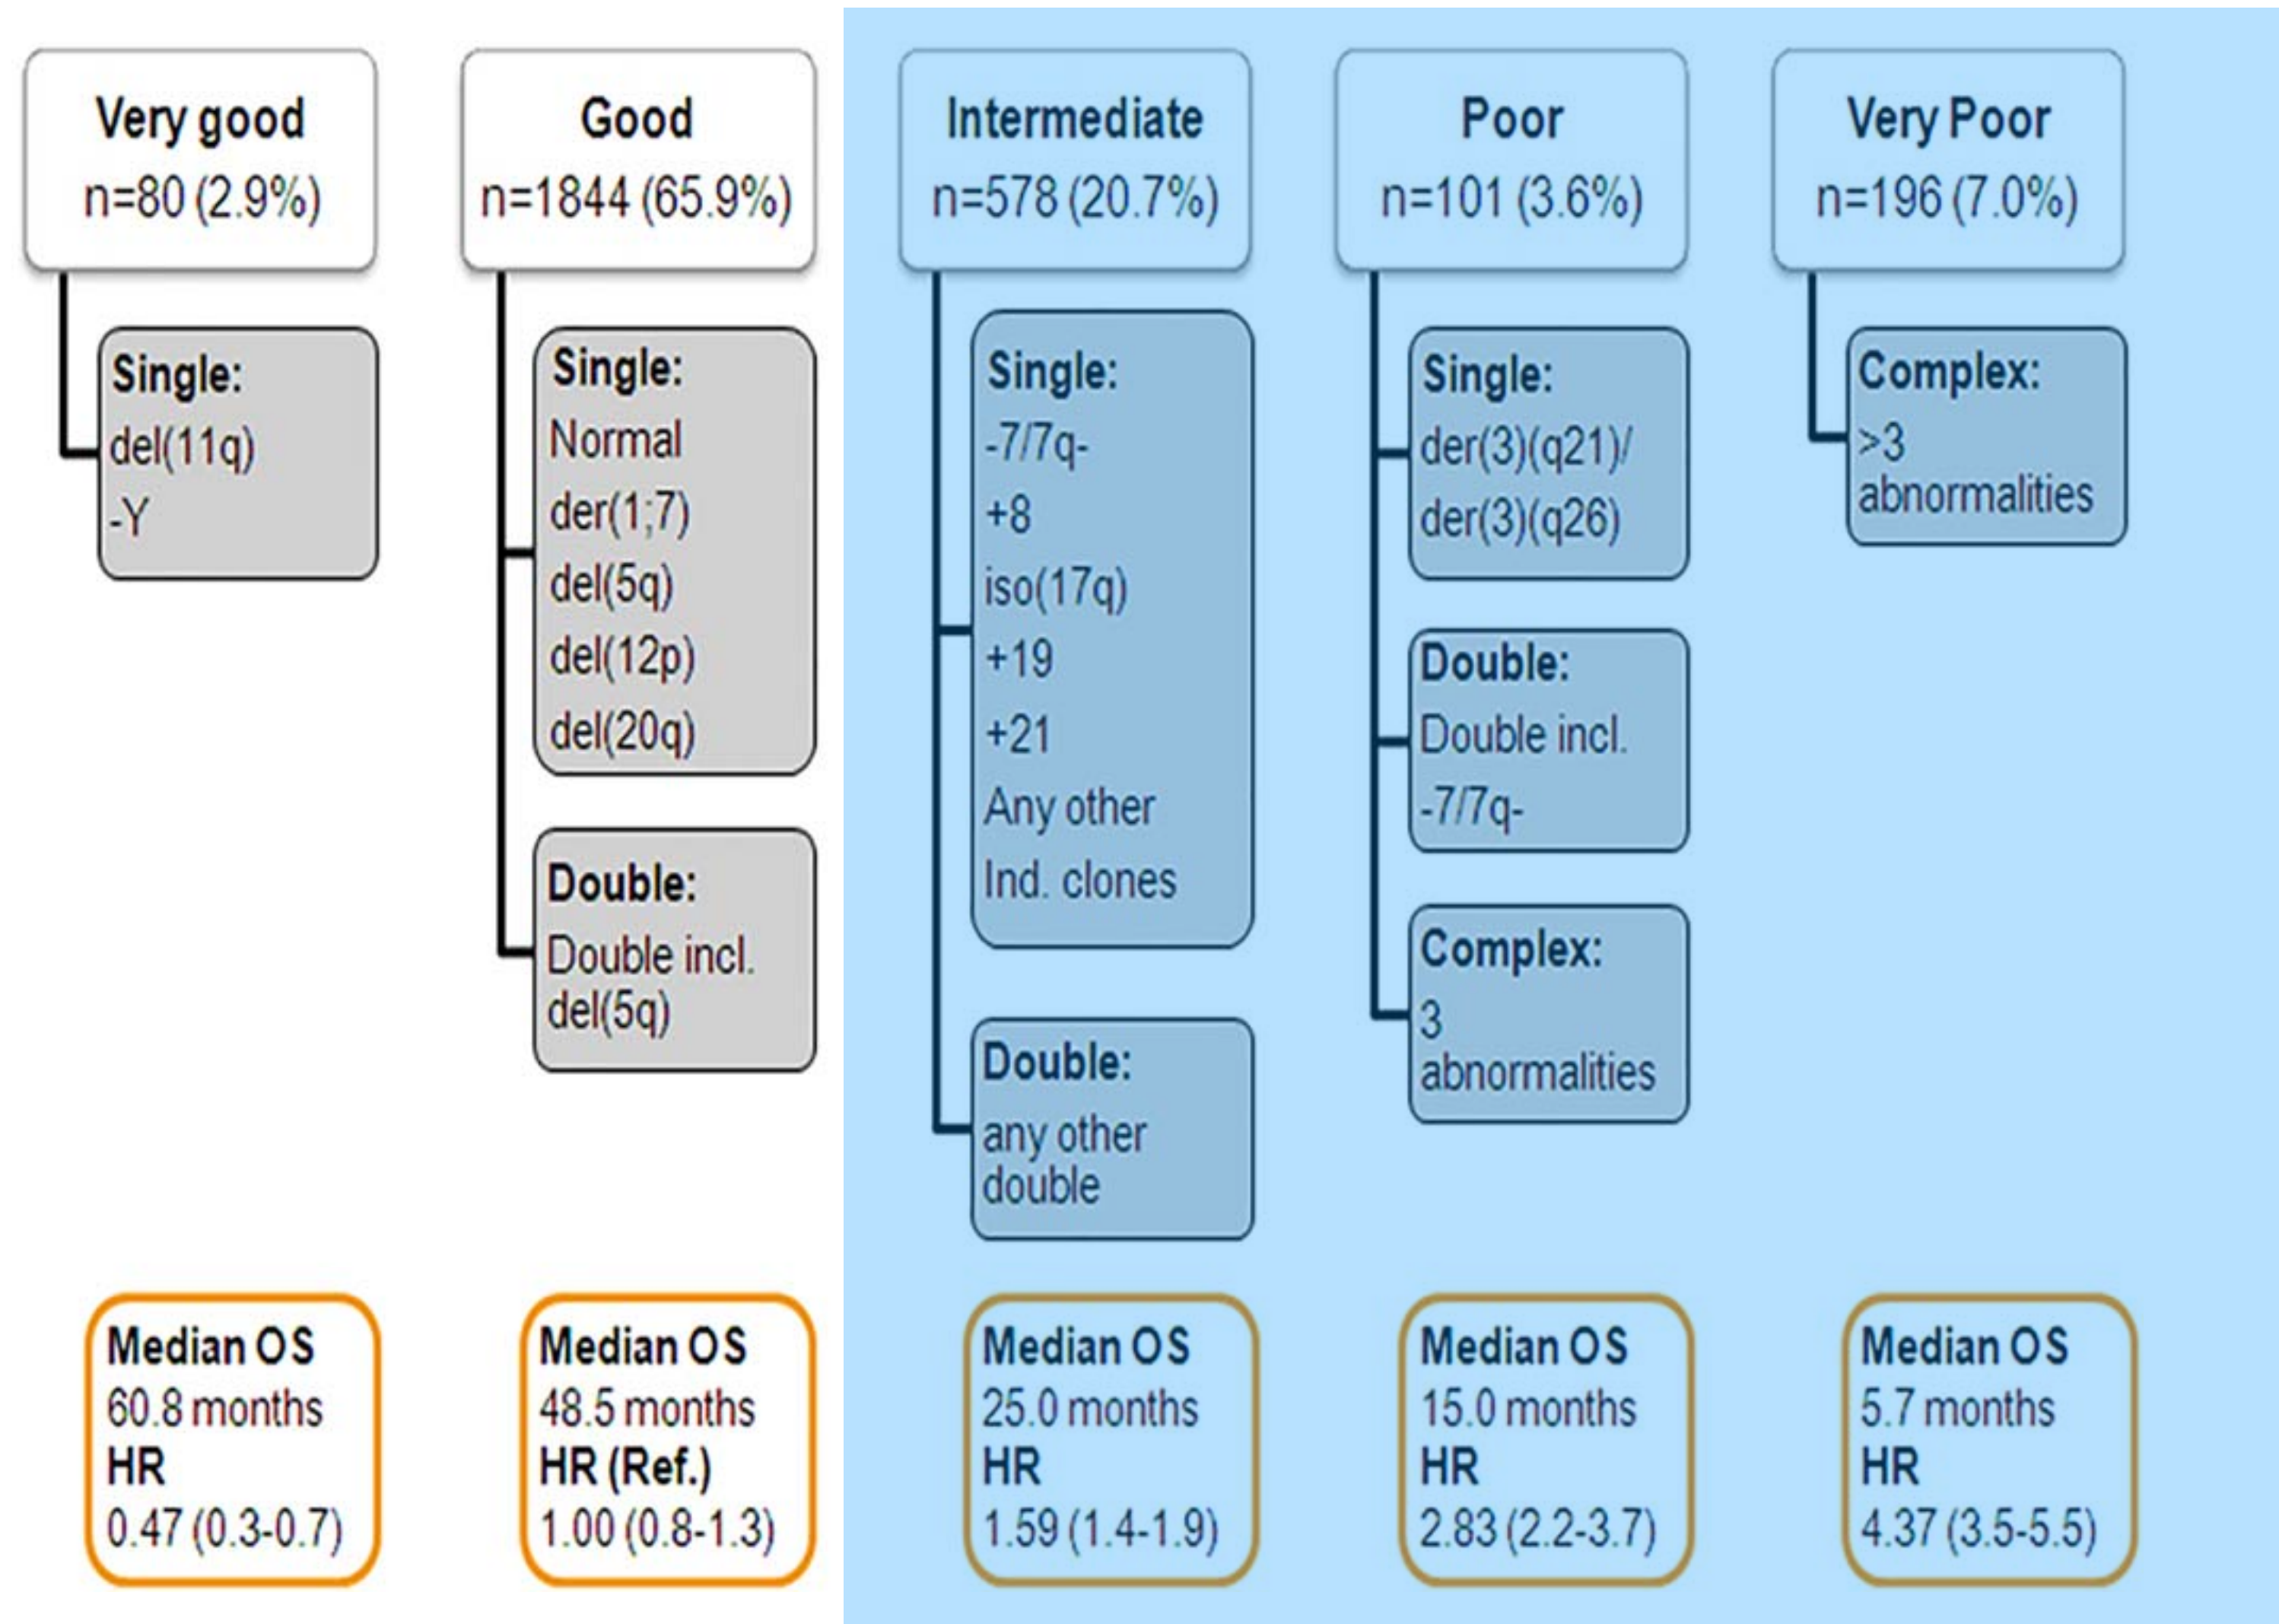 Very good
n=80 (2.9%)
Single:
del(11q)
-Y
Median OS
60.8 months
HR
0.47 (0.3-0.7)
Good
n=1844 (65.9%)
Single:
Normal
der(1;7)
del(5q)
del(12p)
del(20q)
Double:
Double incl.
del(5q)
Median OS
48.5 months
HR (Ref.)
1.00 (0.8-1.3)
Intermediate
n=578 (20.7%)
Single:
-7/7q-
+8
iso(17q)
+19
+21
Any other
Ind. clones
Double:
any other
double
Median OS
25.0 months
HR
1.59 (1.4-1.9)
Poor
n=101 (3.6%)
Single:
der(3)(q21)/
der(3)(q26)
Double:
Double incl.
-7/7q-
Complex:
3
abnormalities
Median OS
15.0 months
HR
2.83 (2.2-3.7)
Very Poor
n=196 (7.0%)
Complex:
>3
abnormalities
Median OS
5.7 months
HR
4.37 (3.5-5.5)